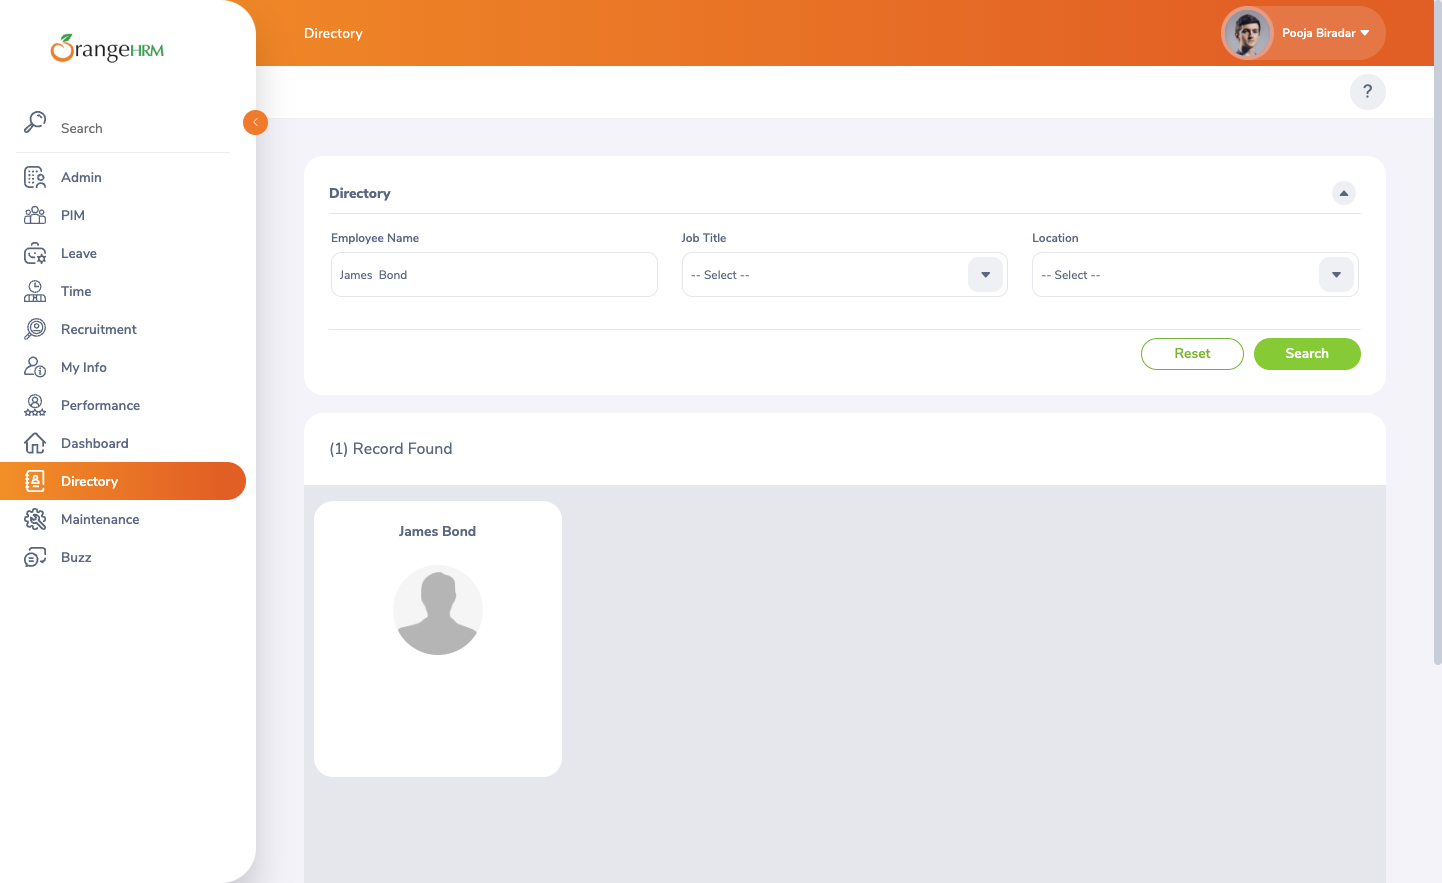 OrangeHRM
Directory
Pooja Biradar
?
Search
Admin
PIM
Leave
Time
Recruitment
My Info
Performance
Dashboard
Directory
Maintenance
Buzz
Directory
Employee Name
Job Title
Location
James  Bond
-- Select --
-- Select --
Reset
Search
(1) Record Found
James Bond